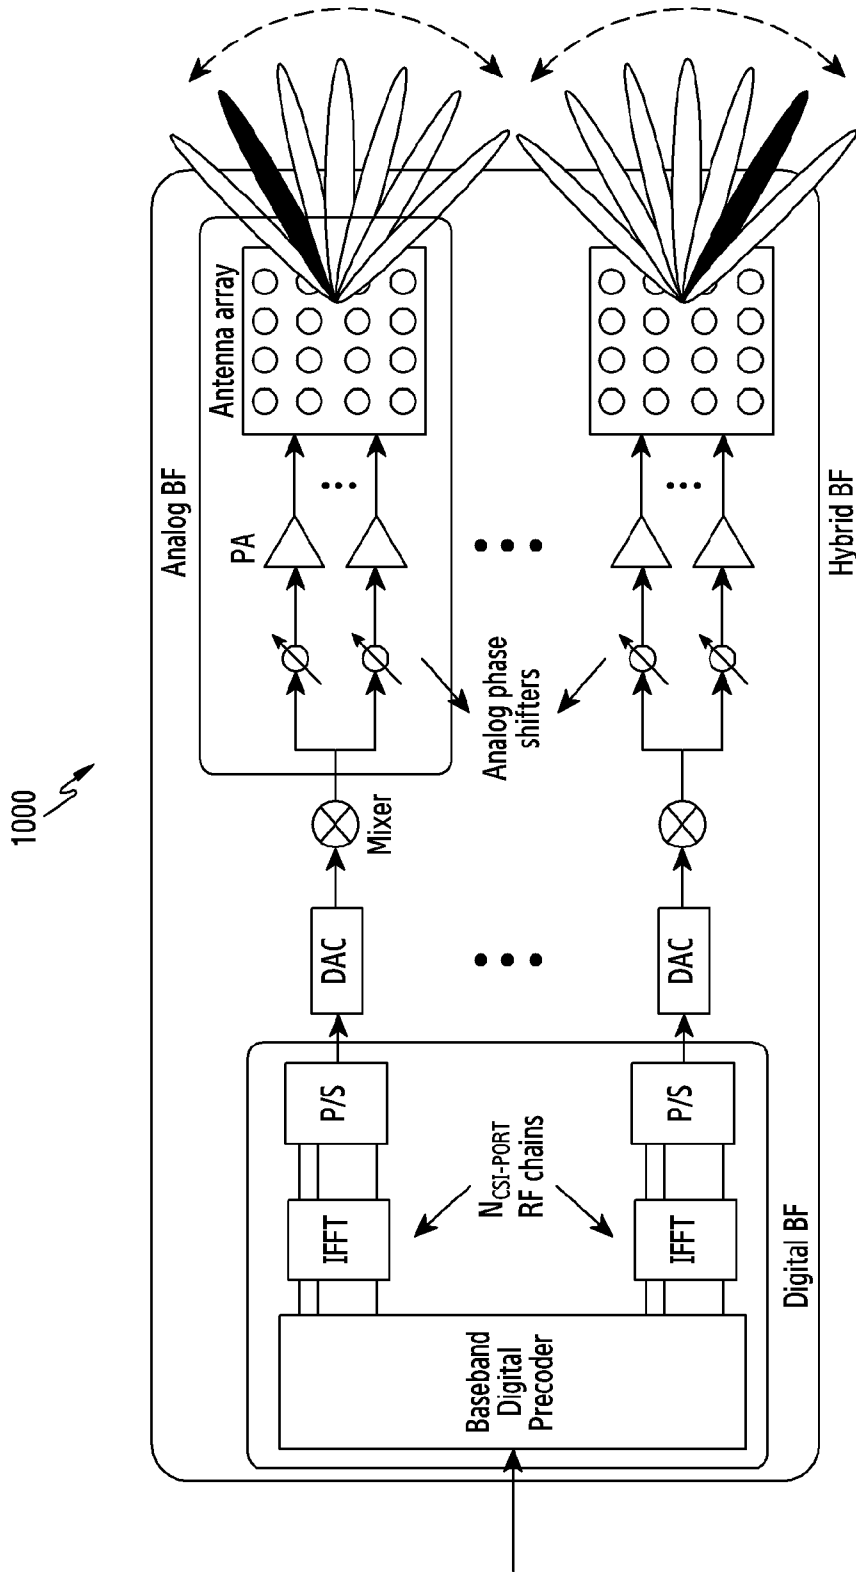 1000
Analog BF
Antenna array
PA
Mixer
Analog phase
shifters
DAC
DAC
P/S
P/S
N_CSI-PORT
RF chains
IFFT
IFFT
Baseband
Digital
Precoder
Digital BF
Hybrid BF